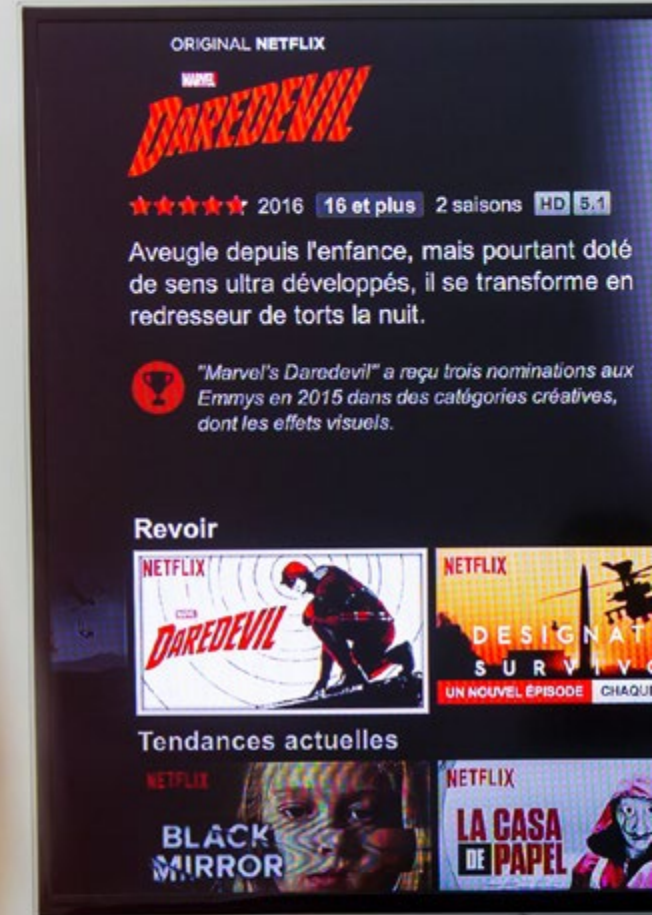 ORIGINAL NETFLIX
MARVEL
DAREDEVIL
2016 16 et plus 2 saisons HD 5.1
Aveugle depuis l'enfance, mais pourtant doté
de sens ultra développés, il se transforme en
redresseur de torts la nuit.
"Marvel's Daredevil" a reçu trois nominations aux
Emmys en 2015 dans des catégories créatives,
dont les effets visuels.
Revoir
NETFLIX
MARVEL
DAREDEVIL
NETFLIX
DESIGNAT
SURVIVO
UN NOUVEL ÉPISODE CHAQUE
Tendances actuelles
NETFLIX
BLACK
MIRROR
NETFLIX
LA CASA
DE PAPEL